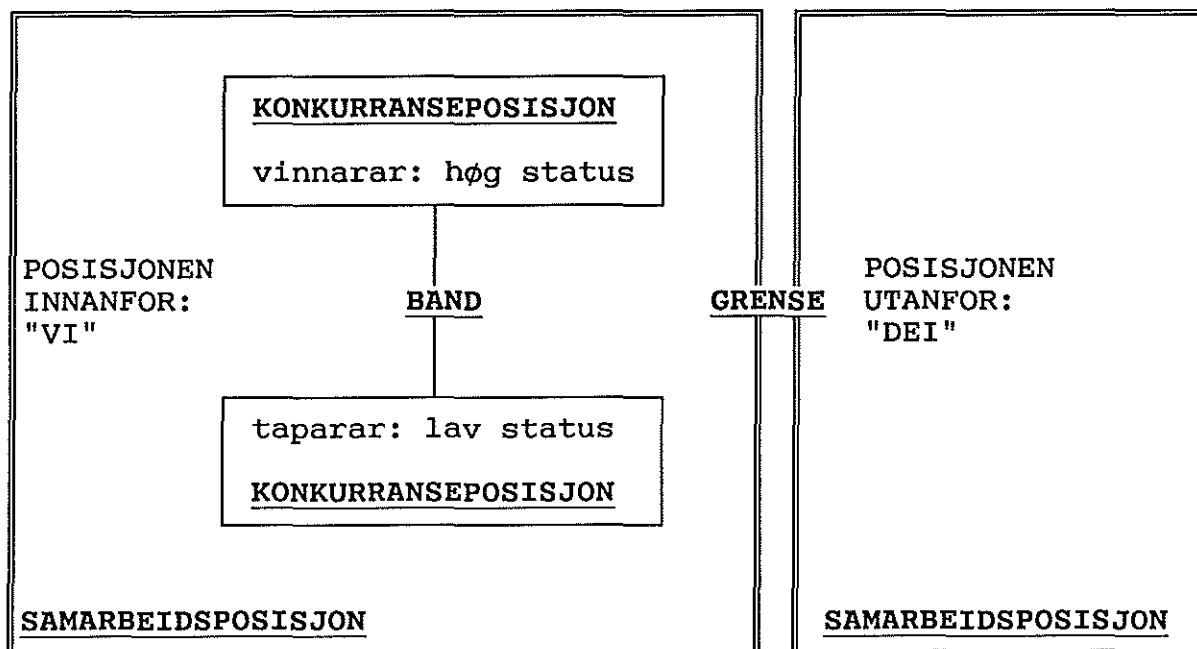 KONKURRANSEPOSISJON
vinnarar: høg status
POSISJONEN
INNANFOR:
"VI"
BAND
GRENSE
POSISJONEN
UTANFOR:
"DEI"
taparar: lav status
KONKURRANSEPOSISJON
SAMARBEIDSPOSISJON
SAMARBEIDSPOSISJON